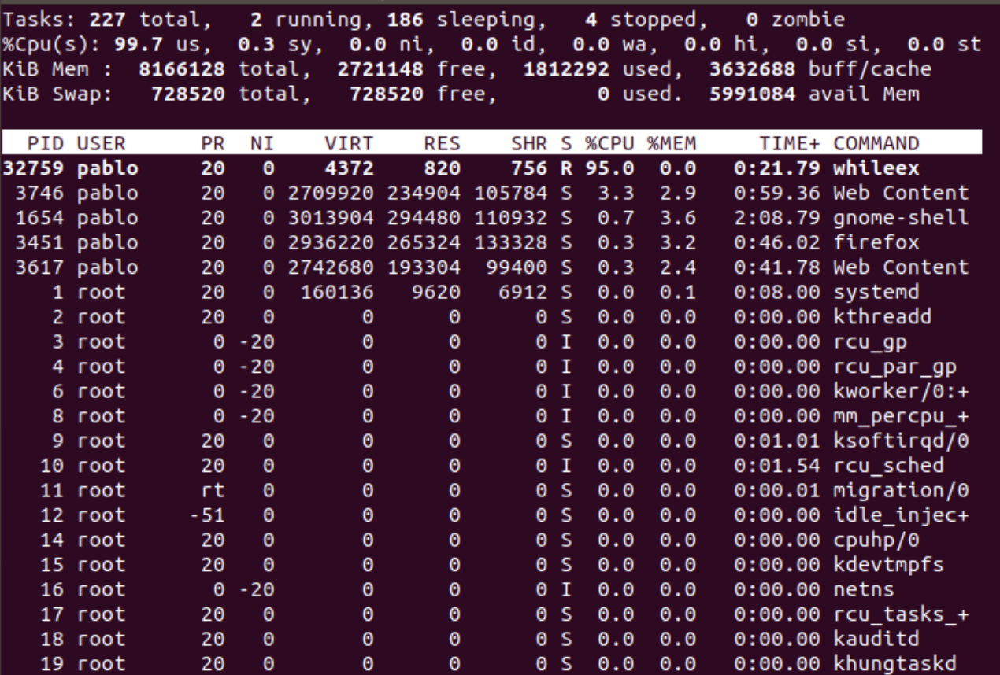 Tasks: 227 total,   2 running, 186 sleeping,   4 stopped,   0 zombie
%Cpu(s): 99.7 us,  0.3 sy,  0.0 ni,  0.0 id,  0.0 wa,  0.0 hi,  0.0 si,  0.0 st
KiB Mem :  8166128 total,  2721148 free,  1812292 used,  3632688 buff/cache
KiB Swap:   728520 total,   728520 free,        0 used.  5991084 avail Mem
  PID USER      PR  NI    VIRT    RES    SHR S %CPU %MEM     TIME+ COMMAND
32759 pablo     20   0    4372    820    756 R 95.0  0.0   0:21.79 whileex
 3746 pablo     20   0 2709920 234904 105784 S  3.3  2.9   0:59.36 Web Content
 1654 pablo     20   0 3013904 294480 110932 S  0.7  3.6   2:08.79 gnome-shell
 3451 pablo     20   0 2936220 265324 133328 S  0.3  3.2   0:46.02 firefox
 3617 pablo     20   0 2742680 193304  99400 S  0.3  2.4   0:41.78 Web Content
    1 root      20   0  160136   9620   6912 S  0.0  0.1   0:08.00 systemd
    2 root      20   0       0      0      0 S  0.0  0.0   0:00.00 kthreadd
    3 root       0 -20       0      0      0 I  0.0  0.0   0:00.00 rcu_gp
    4 root       0 -20       0      0      0 I  0.0  0.0   0:00.00 rcu_par_gp
    6 root       0 -20       0      0      0 I  0.0  0.0   0:00.00 kworker/0:+
    8 root       0 -20       0      0      0 I  0.0  0.0   0:00.00 mm_percpu_+
    9 root      20   0       0      0      0 S  0.0  0.0   0:01.01 ksoftirqd/0
   10 root      20   0       0      0      0 I  0.0  0.0   0:01.54 rcu_sched
   11 root      rt   0       0      0      0 S  0.0  0.0   0:00.01 migration/0
   12 root     -51   0       0      0      0 S  0.0  0.0   0:00.00 idle_injec+
   14 root      20   0       0      0      0 S  0.0  0.0   0:00.00 cpuhp/0
   15 root      20   0       0      0      0 S  0.0  0.0   0:00.00 kdevtmpfs
   16 root       0 -20       0      0      0 I  0.0  0.0   0:00.00 netns
   17 root      20   0       0      0      0 S  0.0  0.0   0:00.00 rcu_tasks_+
   18 root      20   0       0      0      0 S  0.0  0.0   0:00.00 kauditd
   19 root      20   0       0      0      0 S  0.0  0.0   0:00.00 khungtaskd